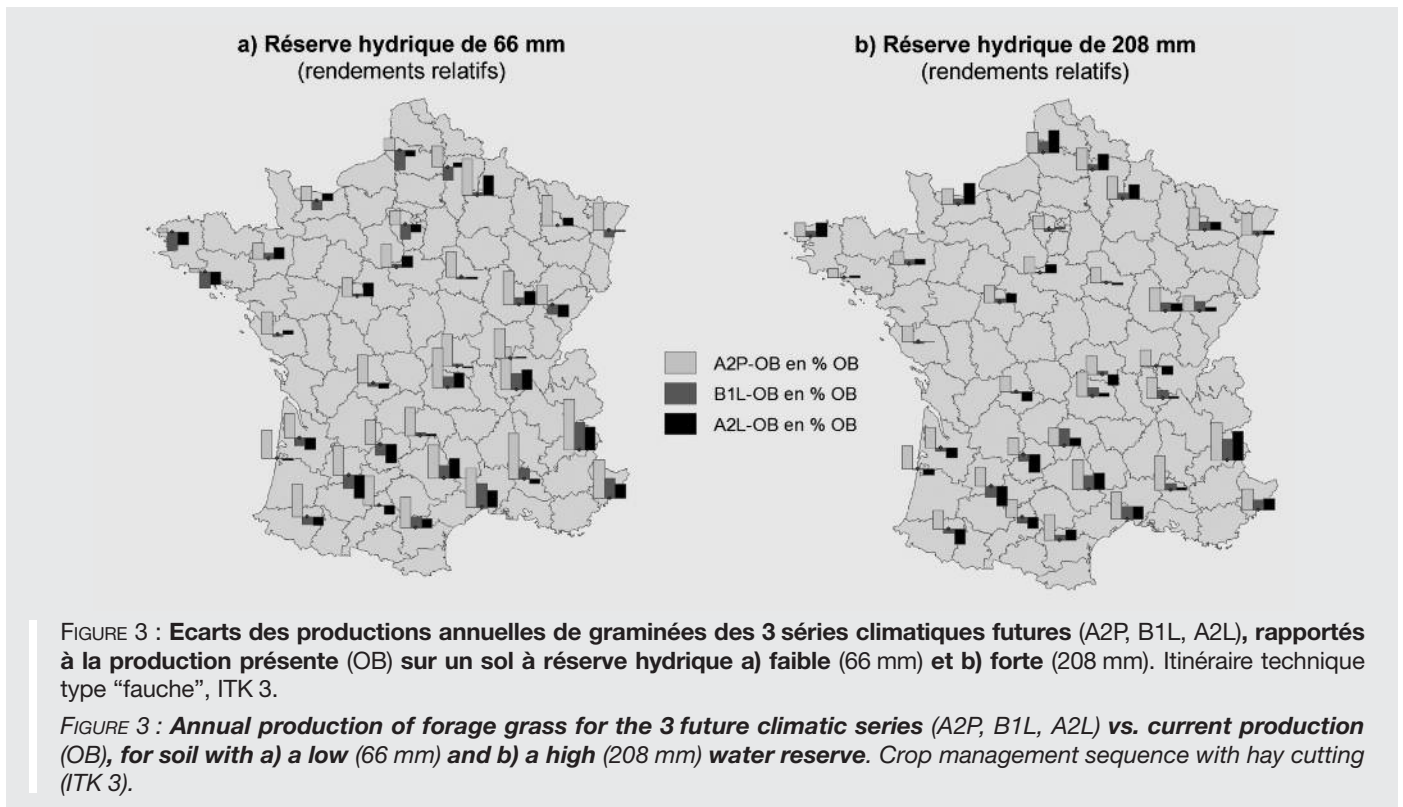 a) Réserve hydrique de 66 mm
(rendements relatifs)
b) Réserve hydrique de 208 mm
(rendements relatifs)
A2P-OB en % OB
B1L-OB en % OB
A2L-OB en % OB
FIGURE 3 : Ecarts des productions annuelles de graminées des 3 séries climatiques futures (A2P, B1L, A2L), rapportés
à la production présente (OB) sur un sol à réserve hydrique a) faible (66 mm) et b) forte (208 mm). Itinéraire technique
type “fauche”, ITK 3.
FIGURE 3 : Annual production of forage grass for the 3 future climatic series (A2P, B1L, A2L) vs. current production
(OB), for soil with a) a low (66 mm) and b) a high (208 mm) water reserve. Crop management sequence with hay cutting
(ITK 3).